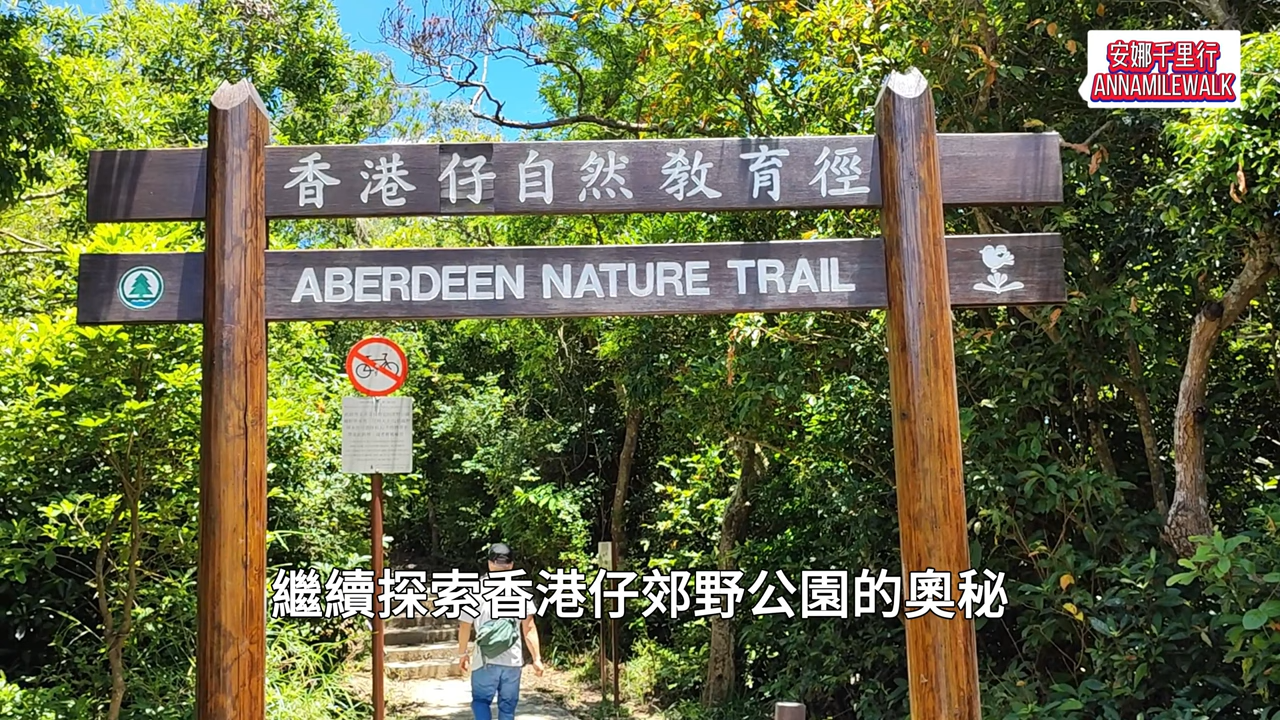 安娜千里行
ANNAMILEWALK
香港仔自然教育徑
ABERDEEN NATURE TRAIL
繼續探索香港仔郊野公園的奧秘